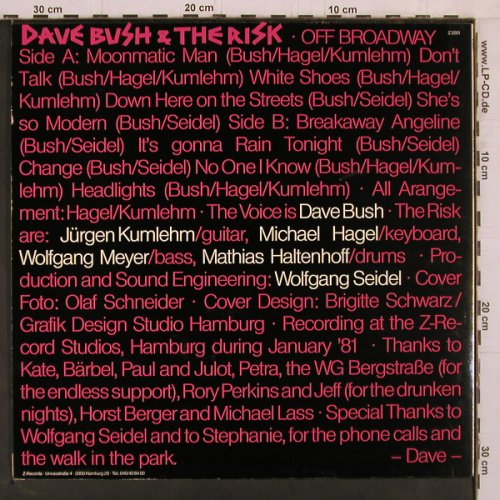 30 cm
20 cm
10 cm
DAVE BUSH & THE RISK · OFF BROADWAY
Z 2001
Side A: Moonmatic Man (Bush/Hagel/Kumlehm) Don't
Talk (Bush/Hagel/Kumlehm) White Shoes (Bush/Hagel/
Kumlehm) Down Here on the Streets (Bush/Seidel) She's
so Modern (Bush/Seidel) Side B: Breakaway Angeline
(Bush/Seidel) It's gonna Rain Tonight (Bush/Seidel)
Change (Bush/Seidel) No One I Know (Bush/Hagel/Kum-
lehm) Headlights (Bush/Hagel/Kumlehm) · All Arange-
ment: Hagel/Kumlehm · The Voice is Dave Bush · The Risk
are: Jürgen Kumlehm/guitar, Michael Hagel/keyboard,
Wolfgang Meyer/bass, Mathias Haltenhoff/drums · Pro-
duction and Sound Engineering: Wolfgang Seidel · Cover
Foto: Olaf Schneider · Cover Design: Brigitte Schwarz/
Grafik Design Studio Hamburg · Recording at the Z-Re-
cord Studios, Hamburg during January '81 · Thanks to
Kate, Bärbel, Paul and Julot, Petra, the WG Bergstraße (for
the endless support), Rory Perkins and Jeff (for the drunken
nights), Horst Berger and Michael Lass · Special Thanks to
Wolfgang Seidel and to Stephanie, for the phone calls and
the walk in the park. – Dave –
www.LP-CD.de
10 cm
20 cm
30 cm